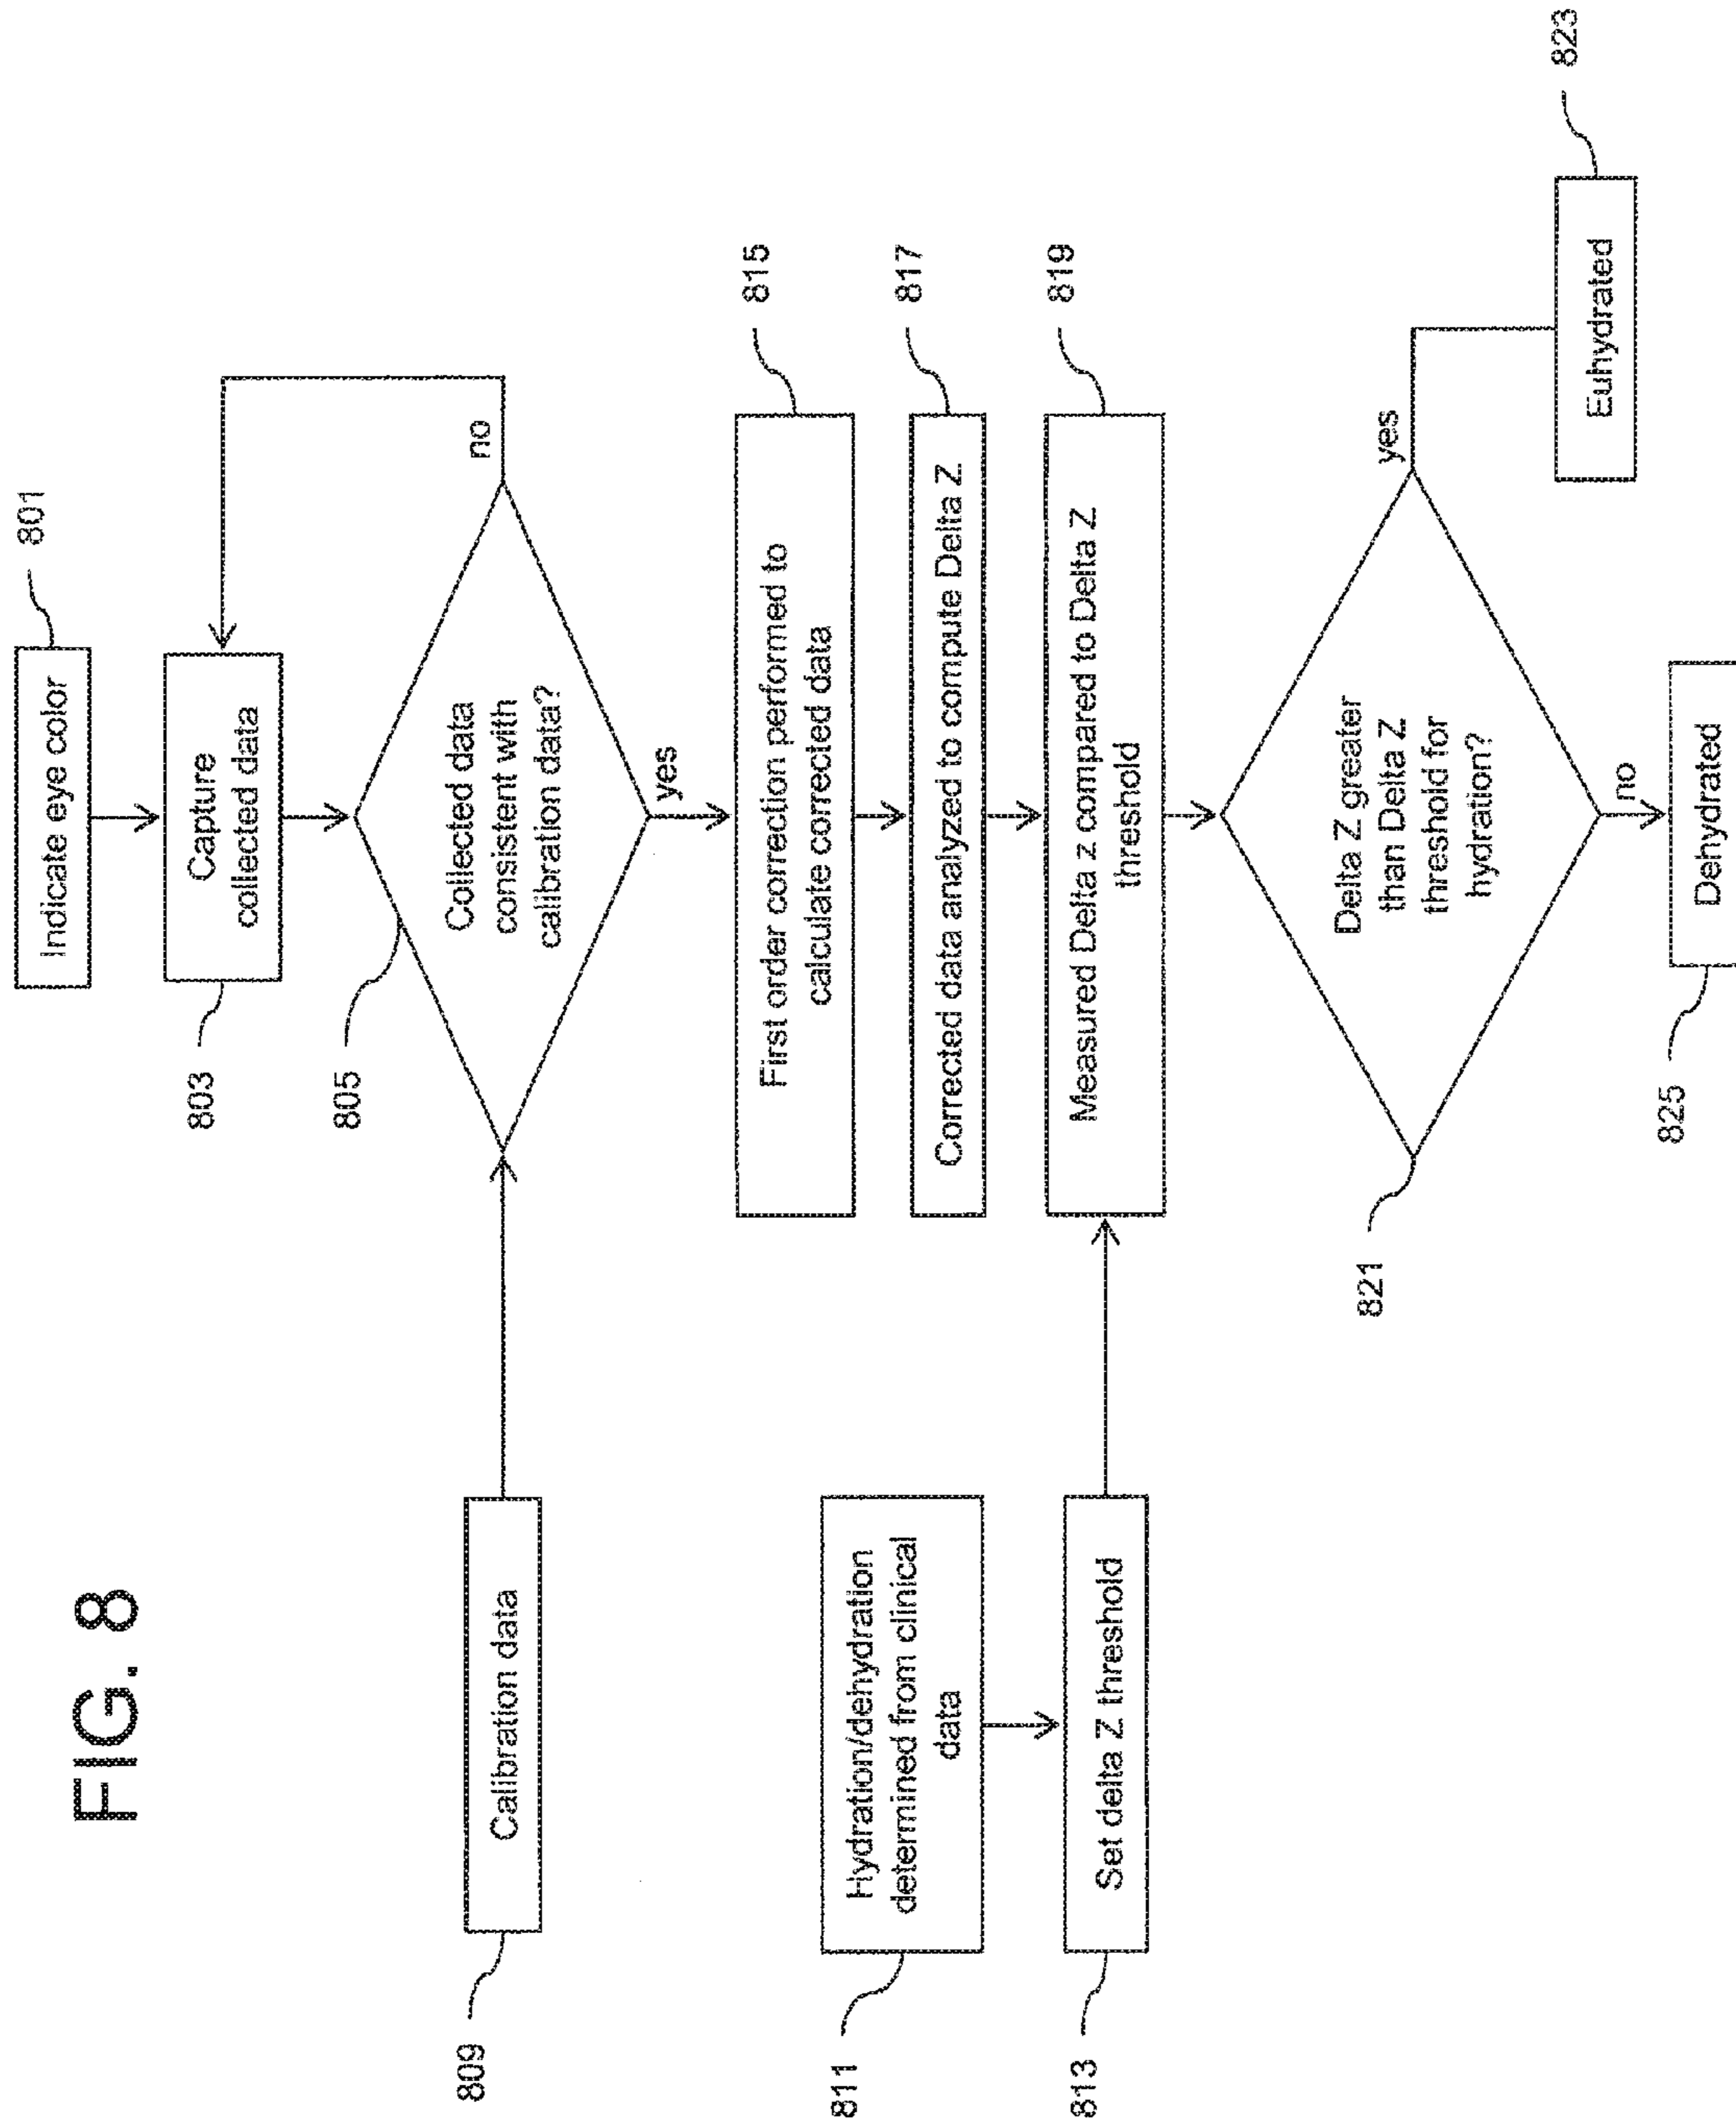 FIG. 8
801
Indicate eye color
803
Capture
collected data
805
Collected data
consistent with
calibration data?
no
yes
809
Calibration data
815
First order correction performed to
calculate corrected data
817
Corrected data analyzed to compute Delta Z
811
Hydration/dehydration
determined from clinical
data
813
Set delta Z threshold
819
Measured Delta z compared to Delta Z
threshold
821
Delta Z greater
than Delta Z
threshold for
hydration?
yes
no
823
Euhydrated
825
Dehydrated